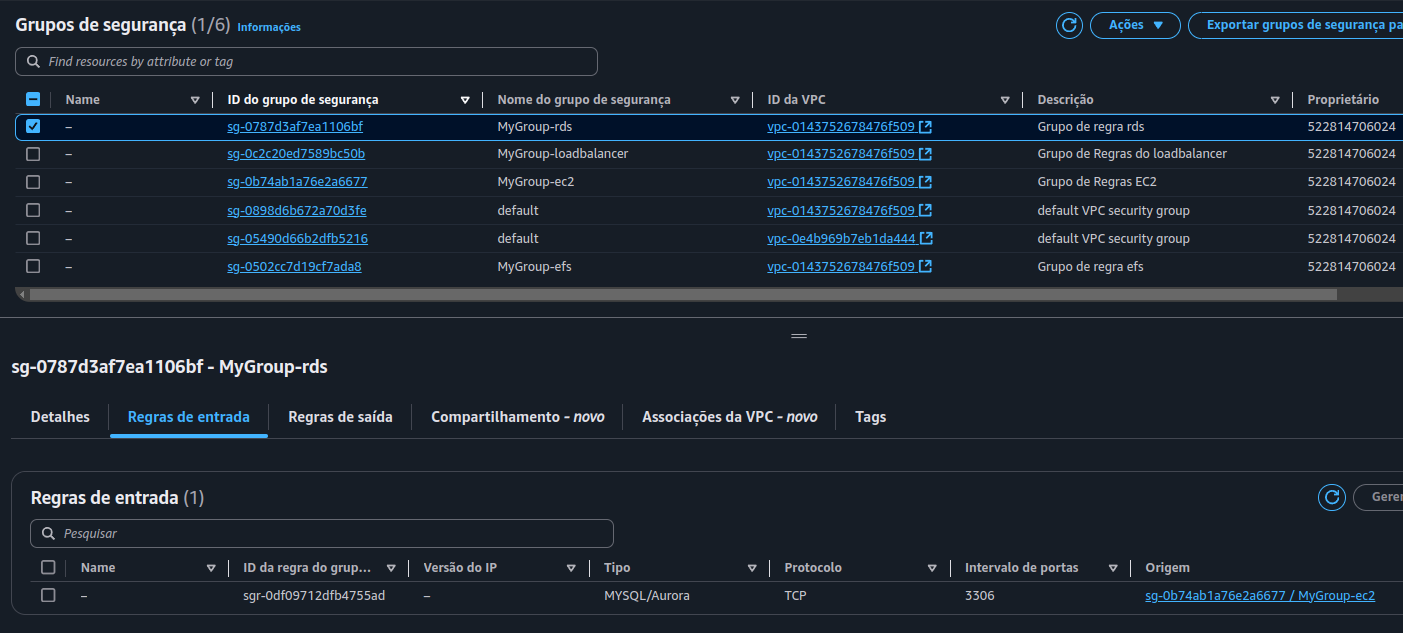 Grupos de segurança (1/6) Informações
Ações
Exportar grupos de segurança pa
Find resources by attribute or tag
Name ID do grupo de segurança Nome do grupo de segurança ID da VPC Descrição Proprietário
– sg-0787d3af7ea1106bf MyGroup-rds vpc-0143752678476f509 Grupo de regra rds 522814706024
– sg-0c2c20ed7589bc50b MyGroup-loadbalancer vpc-0143752678476f509 Grupo de Regras do loadbalancer 522814706024
– sg-0b74ab1a76e2a6677 MyGroup-ec2 vpc-0143752678476f509 Grupo de Regras EC2 522814706024
– sg-0898d6b672a70d3fe default vpc-0143752678476f509 default VPC security group 522814706024
– sg-05490d66b2dfb5216 default vpc-0e4b969b7eb1da444 default VPC security group 522814706024
– sg-0502cc7d19cf7ada8 MyGroup-efs vpc-0143752678476f509 Grupo de regra efs 522814706024
sg-0787d3af7ea1106bf - MyGroup-rds
Detalhes Regras de entrada Regras de saída Compartilhamento - novo Associações da VPC - novo Tags
Regras de entrada (1)
Geren
Pesquisar
Name ID da regra do grup... Versão do IP Tipo Protocolo Intervalo de portas Origem
– sgr-0df09712dfb4755ad – MYSQL/Aurora TCP 3306 sg-0b74ab1a76e2a6677 / MyGroup-ec2